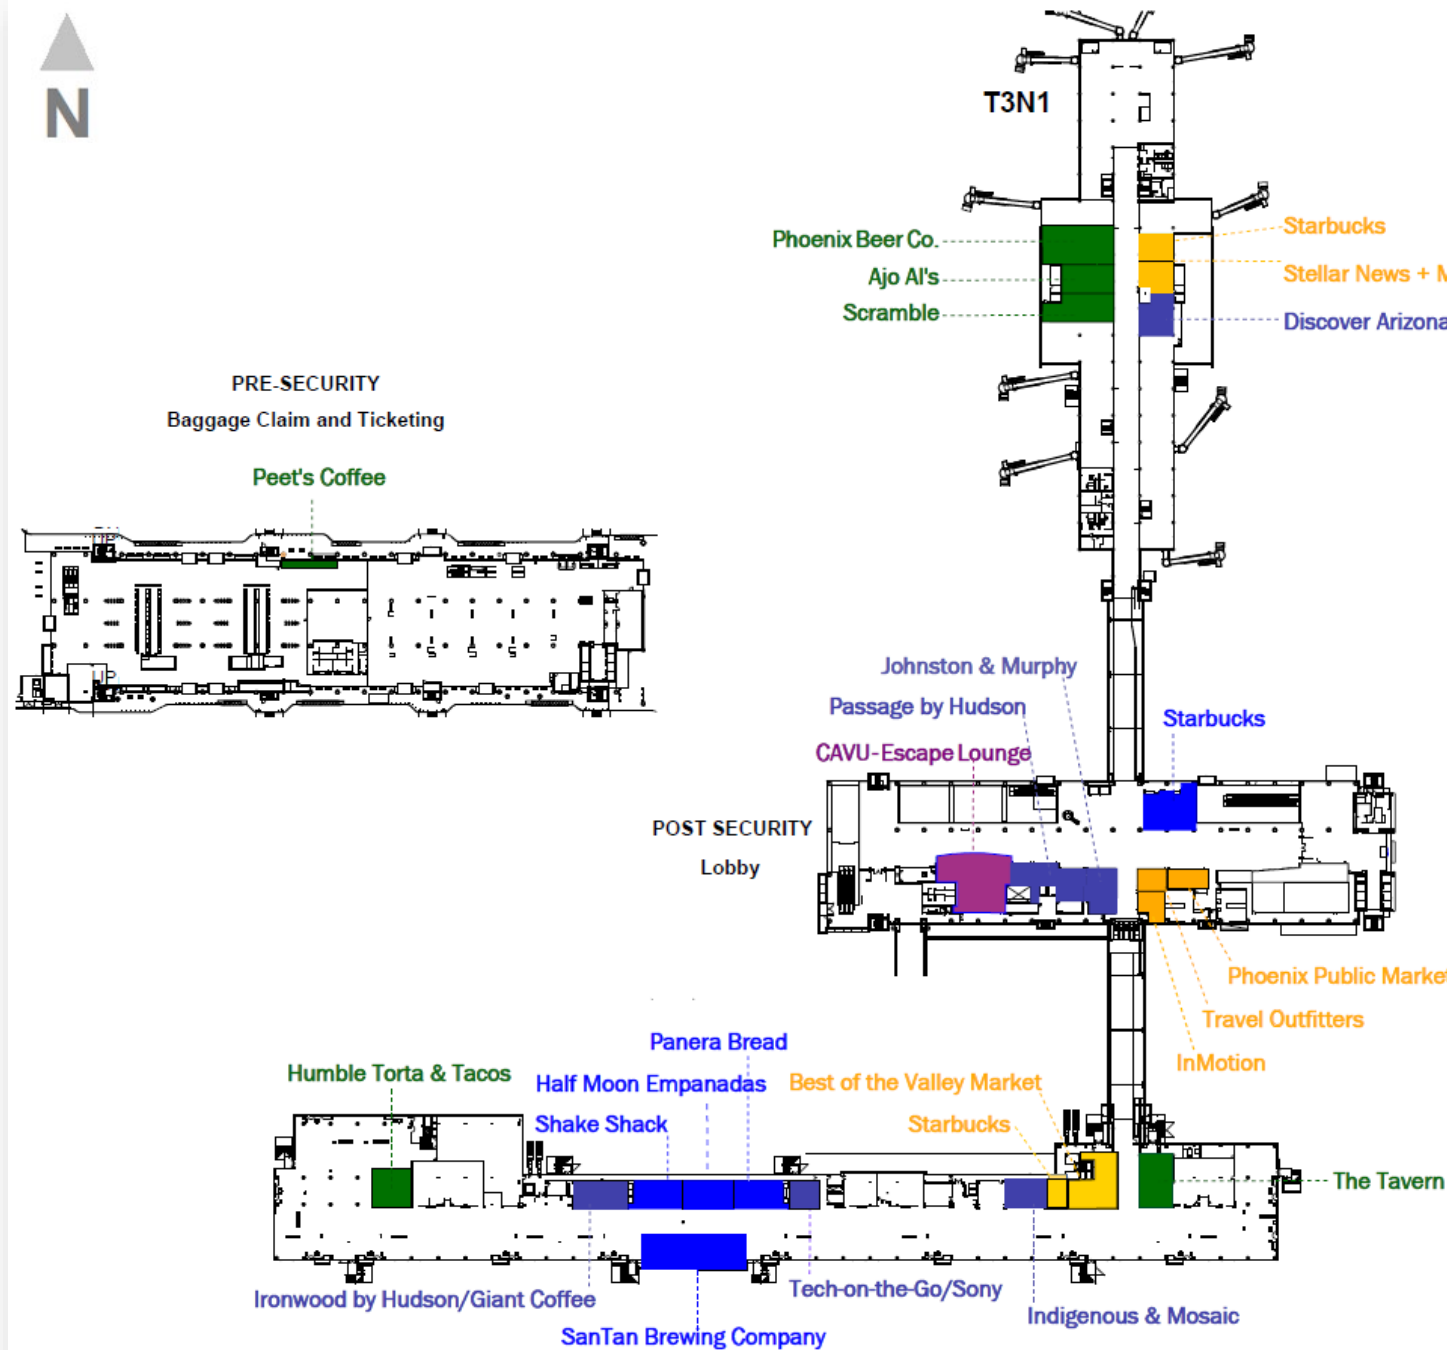 N
T3N1
Phoenix Beer Co.
Ajo Al's
Scramble
Starbucks
Stellar News + M
Discover Arizona
PRE-SECURITY
Baggage Claim and Ticketing
Peet's Coffee
Johnston & Murphy
Passage by Hudson
CAVU-Escape Lounge
Starbucks
POST SECURITY
Lobby
Phoenix Public Market
Travel Outfitters
InMotion
Panera Bread
Humble Torta & Tacos
Half Moon Empanadas
Best of the Valley Market
Shake Shack
Starbucks
The Tavern
Ironwood by Hudson/Giant Coffee
Tech-on-the-Go/Sony
Indigenous & Mosaic
SanTan Brewing Company